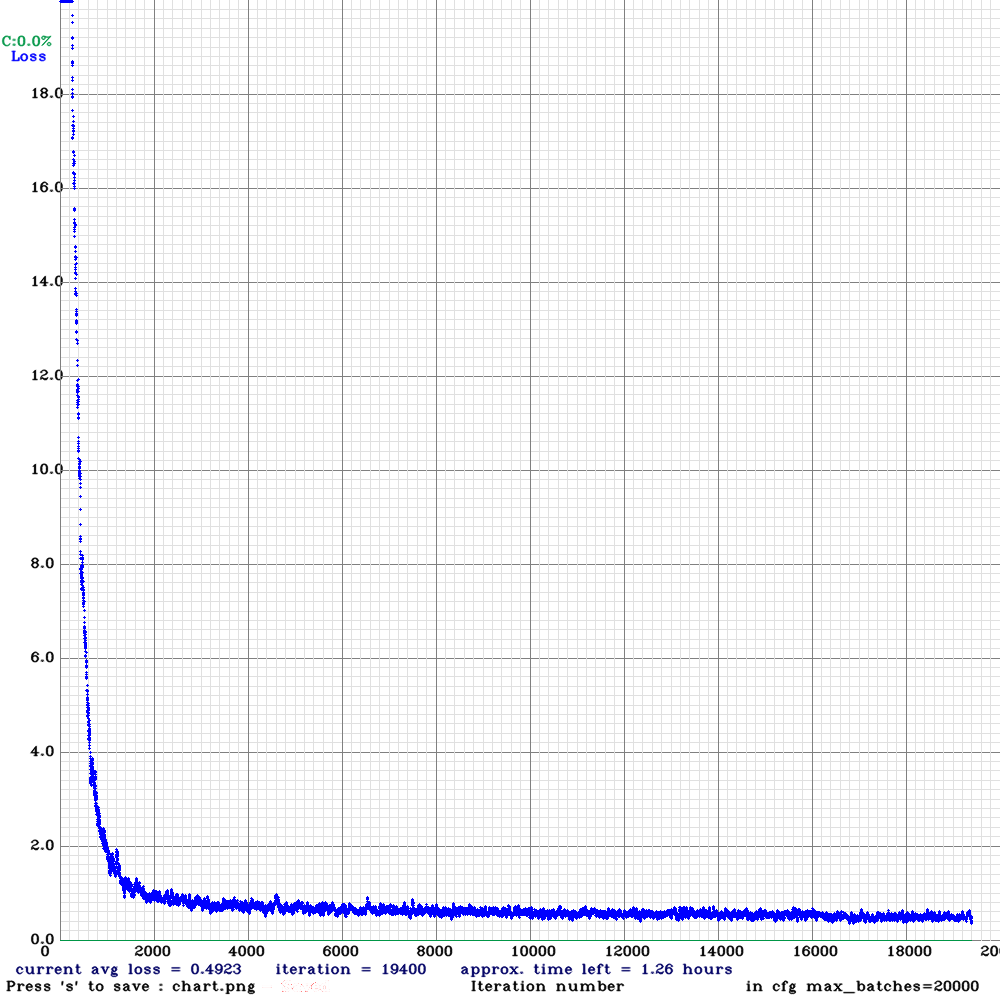 C:0.0%
Loss
18.0
16.0
14.0
12.0
10.0
8.0
6.0
4.0
2.0
0.0
0 2000 4000 6000 8000 10000 12000 14000 16000 18000 20
current avg loss = 0.4923 iteration = 19400 approx. time left = 1.26 hours
Press 's' to save : chart.png Iteration number in cfg max_batches=20000